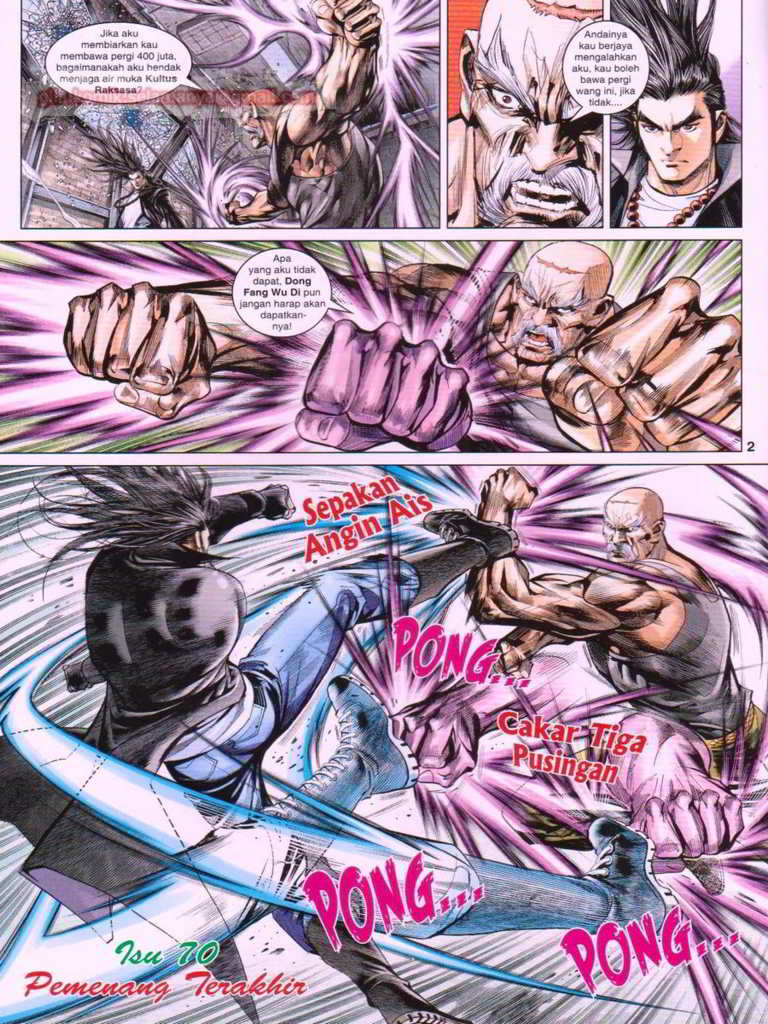 Jika aku
membiarkan kau
membawa pergi 400 juta,
bagaimanakah aku hendak
menjaga air muka Kultus
Raksasa?
Andainya
kau berjaya
mengalahkan
aku, kau boleh
bawa pergi
wang ini, jika
tidak....
Apa
yang aku tidak
dapat, Dong
Fang Wu Di pun
jangan harap akan
dapatkan-
nya!
2
Sepakan
Angin Ais
PONG...
Cakar Tiga
Pusingan
PONG...
PONG...
Isu 70
Pemenang Terakhir